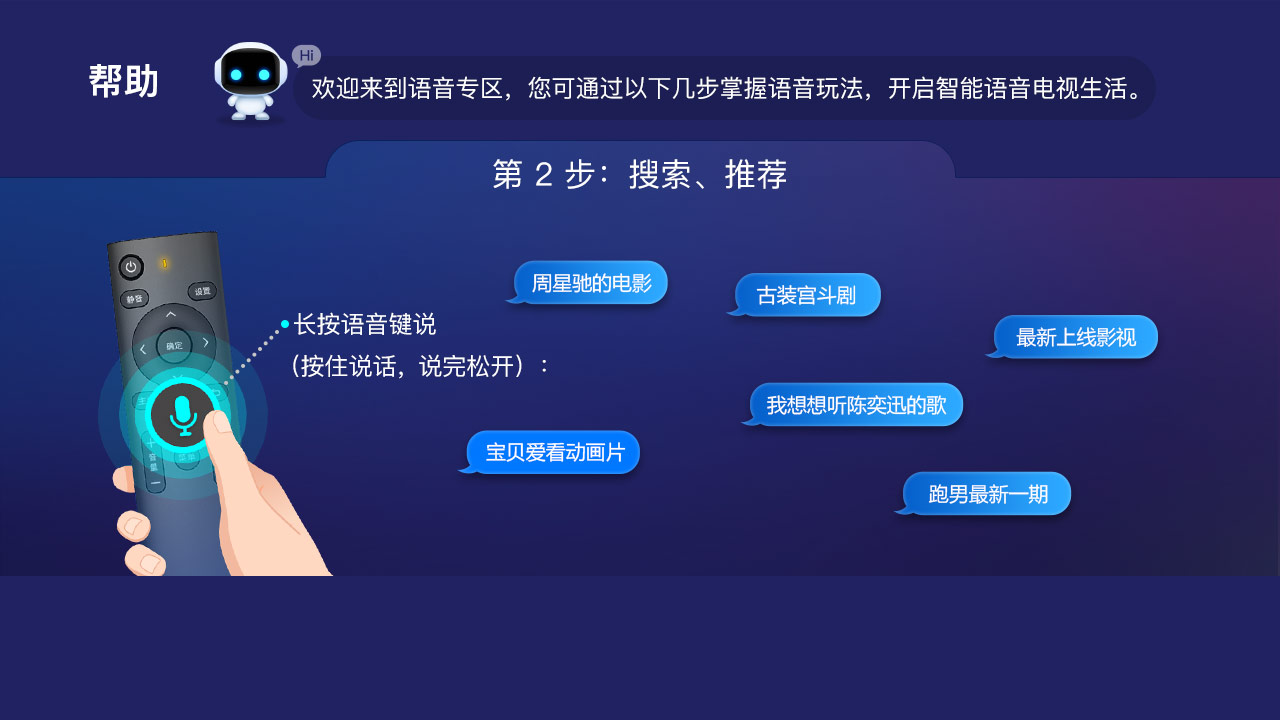 帮助
Hi
欢迎来到语音专区，您可通过以下几步掌握语音玩法，开启智能语音电视生活。
第 2 步：搜索、推荐
静音
设置
确定
音量
长按语音键说
（按住说话，说完松开）：
周星驰的电影
古装宫斗剧
最新上线影视
我想想听陈奕迅的歌
宝贝爱看动画片
跑男最新一期